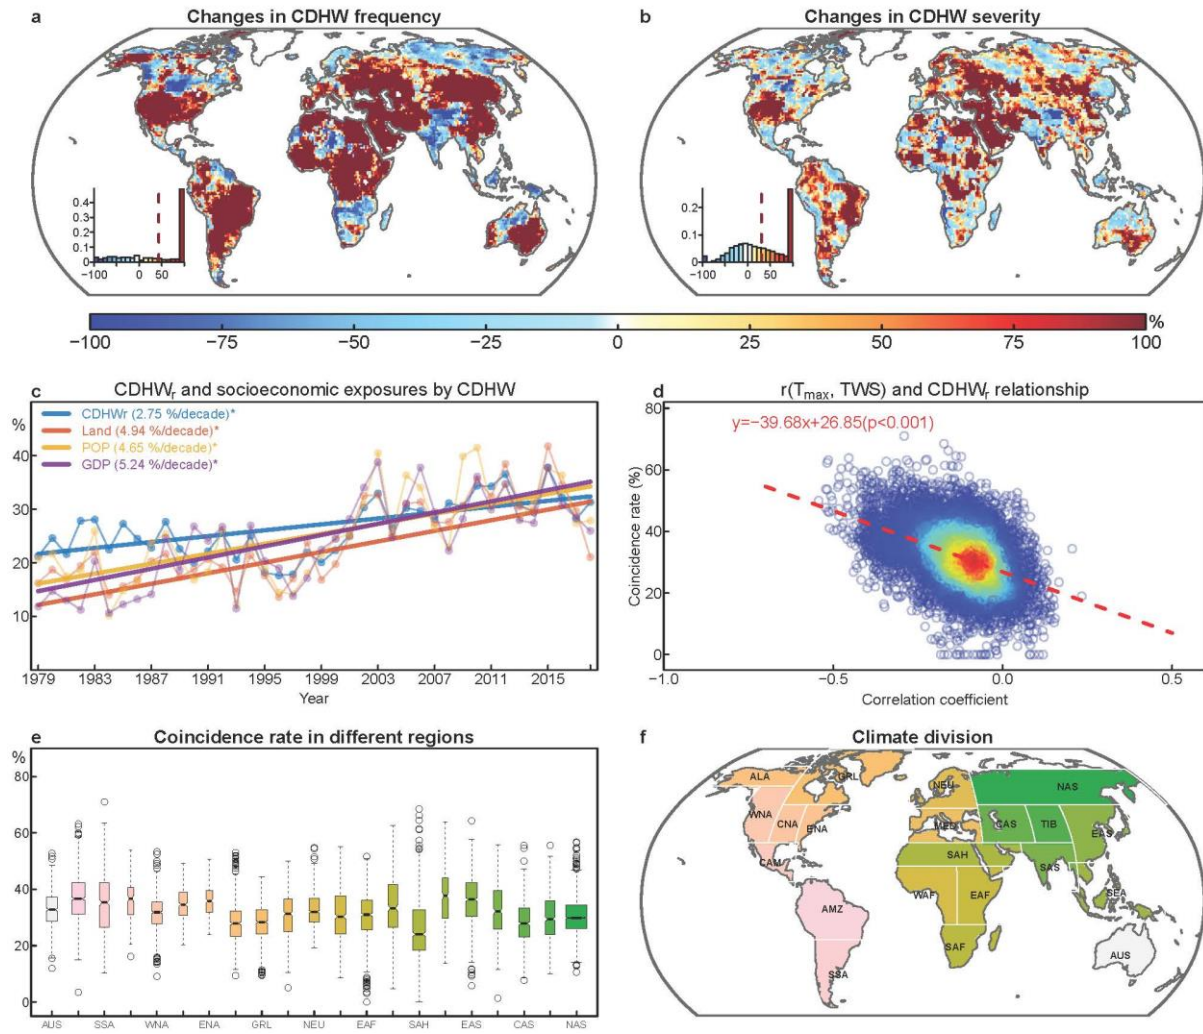 a Changes in CDHW frequency
b Changes in CDHW severity
0.4
0.3
0.2
0.1
0
−100 0 50
0.2
0.1
0
−100 0 50
−100 −75 −50 −25 0 25 50 75 100
%
c CDHWr and socioeconomic exposures by CDHW
%
CDHWr (2.75 %/decade)*
Land (4.94 %/decade)*
POP (4.65 %/decade)*
GDP (5.24 %/decade)*
40
30
20
10
1979 1983 1987 1991 1995 1999 2003 2007 2011 2015
Year
d r(Tmax, TWS) and CDHWr relationship
y=−39.68x+26.85(p<0.001)
Coincidence rate (%)
80
60
40
20
0
−1.0 −0.5 0.0 0.5
Correlation coefficient
e Coincidence rate in different regions
%
80
60
40
20
0
AUS SSA WNA ENA GRL NEU EAF SAH EAS CAS NAS
f Climate division
ALA GRL NEU NAS
WNA CNA ENA MED CAS TIB EAS
CAM SAH SAS
WAF EAF SEA
AMZ
SAF
SSA AUS